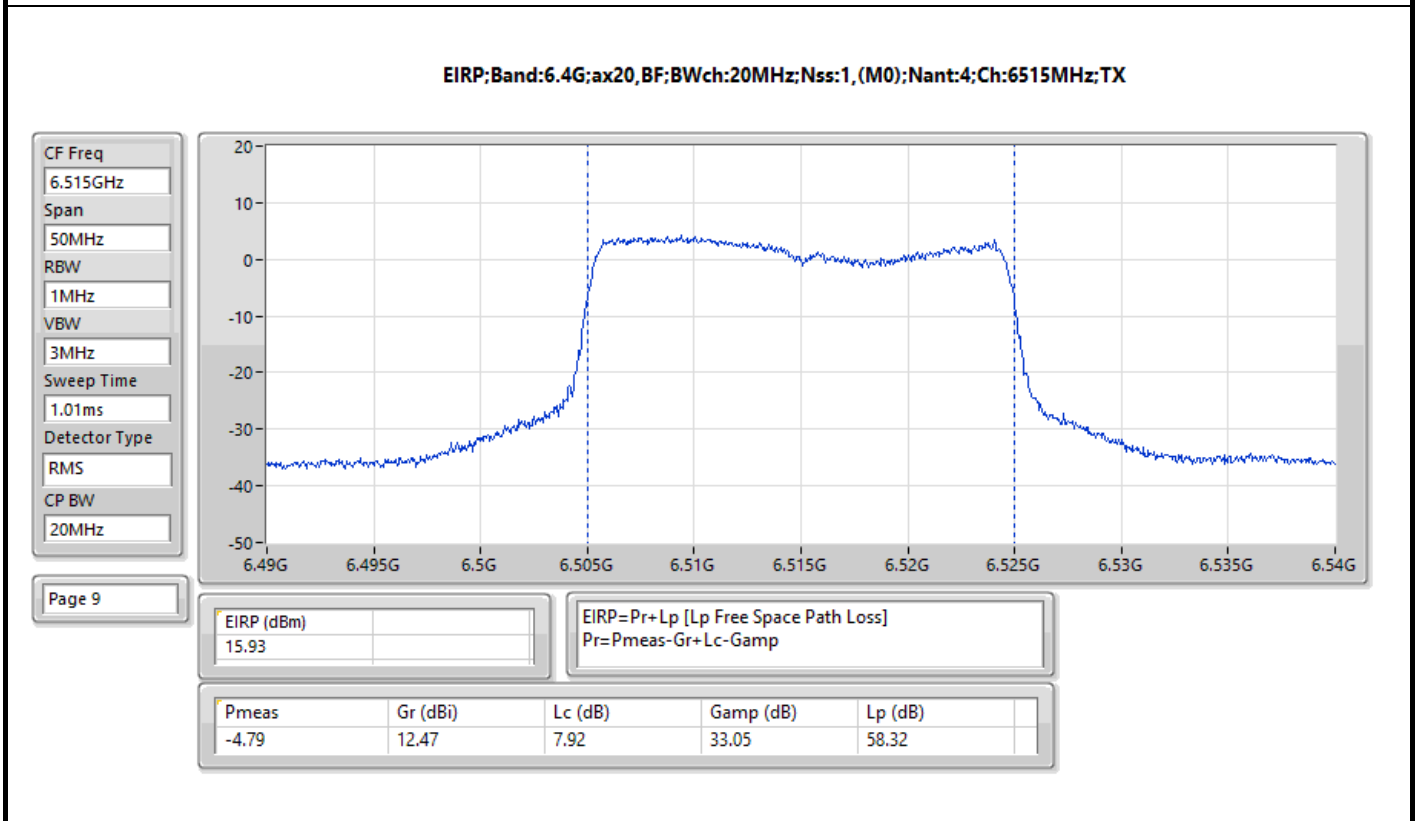 EIRP;Band:6.4G;ax20,BF;BWch:20MHz;Nss:1,(M0);Nant:4;Ch:6515MHz;TX
CF Freq
6.515GHz
Span
50MHz
RBW
1MHz
VBW
3MHz
Sweep Time
1.01ms
Detector Type
RMS
CP BW
20MHz
Page 9
20
10
0
-10
-20
-30
-40
-50
6.49G 6.495G 6.5G 6.505G 6.51G 6.515G 6.52G 6.525G 6.53G 6.535G 6.54G
EIRP (dBm)
15.93
EIRP=Pr+Lp [Lp Free Space Path Loss]
Pr=Pmeas-Gr+Lc-Gamp
Pmeas Gr (dBi) Lc (dB) Gamp (dB) Lp (dB)
-4.79 12.47 7.92 33.05 58.32